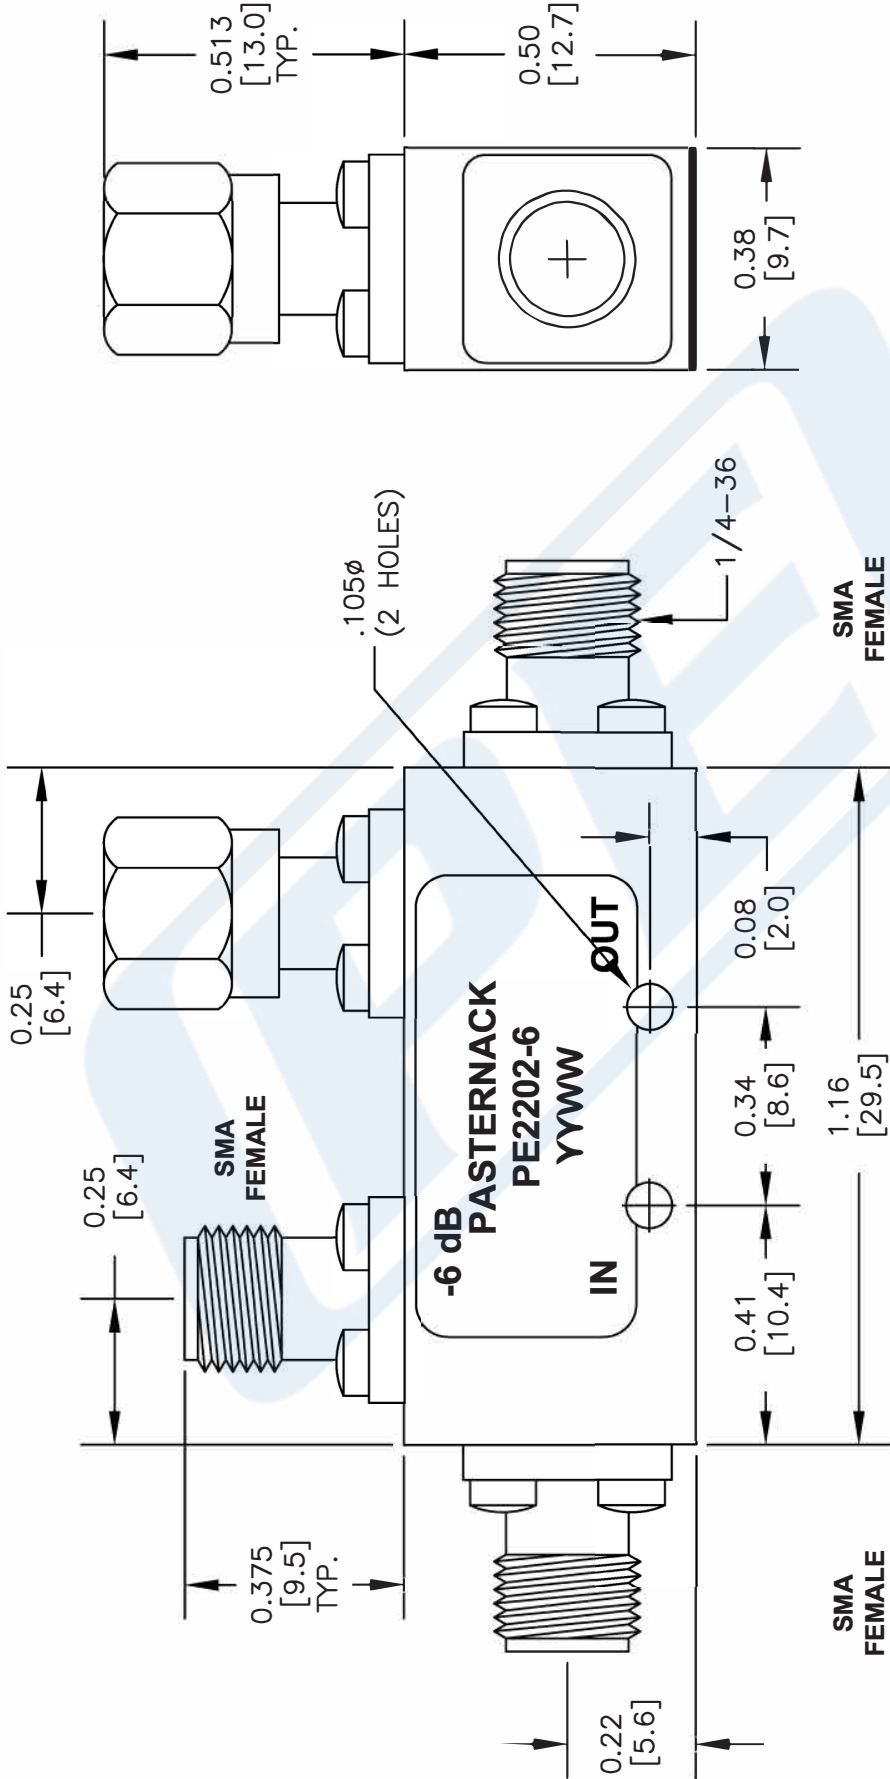 0.25
[6.4]
0.25
[6.4]
0.513
[13.0]
TYP.
0.375
[9.5]
TYP.
SMA
FEMALE
.105ø
(2 HOLES)
0.50
[12.7]
-6 dB
PASTERNACK
PE2202-6
YYWW
IN
OUT
0.22
[5.6]
1/4-36
0.41
[10.4]
0.34
[8.6]
0.08
[2.0]
0.38
[9.7]
1.16
[29.5]
SMA
FEMALE
SMA
FEMALE
PE